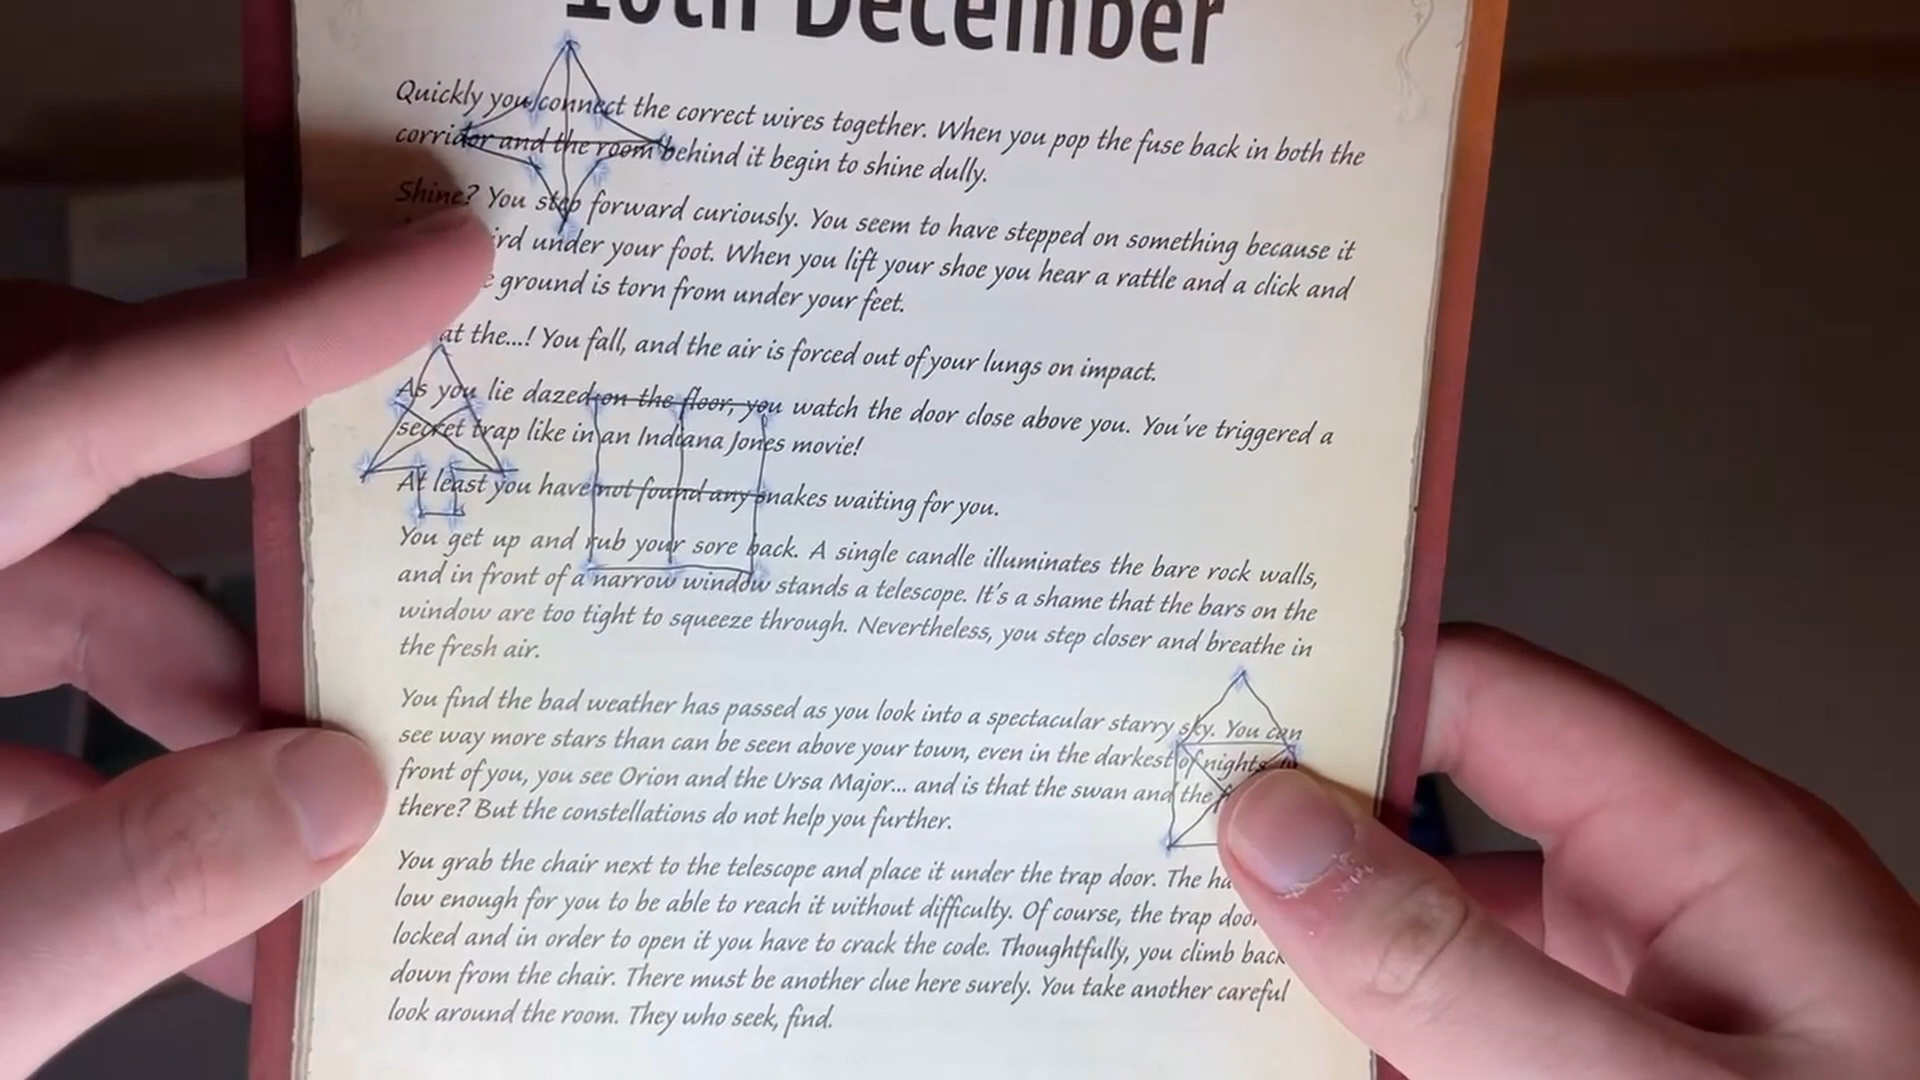 10th December
Quickly you connect the correct wires together. When you pop the fuse back in both the
corridor and the room behind it begin to shine dully.
Shine? You step forward curiously. You seem to have stepped on something because it
under your foot. When you lift your shoe you hear a rattle and a click and
ground is torn from under your feet.
the...! You fall, and the air is forced out of your lungs on impact.
As you lie dazed on the floor, you watch the door close above you. You've triggered a
secret trap like in an Indiana Jones movie!
At least you have not found any snakes waiting for you.
You get up and rub your sore back. A single candle illuminates the bare rock walls,
and in front of a narrow window stands a telescope. It's a shame that the bars on the
window are too tight to squeeze through. Nevertheless, you step closer and breathe in
the fresh air.
You find the bad weather has passed as you look into a spectacular starry sky. You can
see way more stars than can be seen above your town, even in the darkest of nights.
front of you, you see Orion and the Ursa Major... and is that the swan and the
there? But the constellations do not help you further.
You grab the chair next to the telescope and place it under the trap door. The
low enough for you to be able to reach it without difficulty. Of course, the trap
locked and in order to open it you have to crack the code. Thoughtfully, you climb back
down from the chair. There must be another clue here surely. You take another careful
look around the room. They who seek, find.